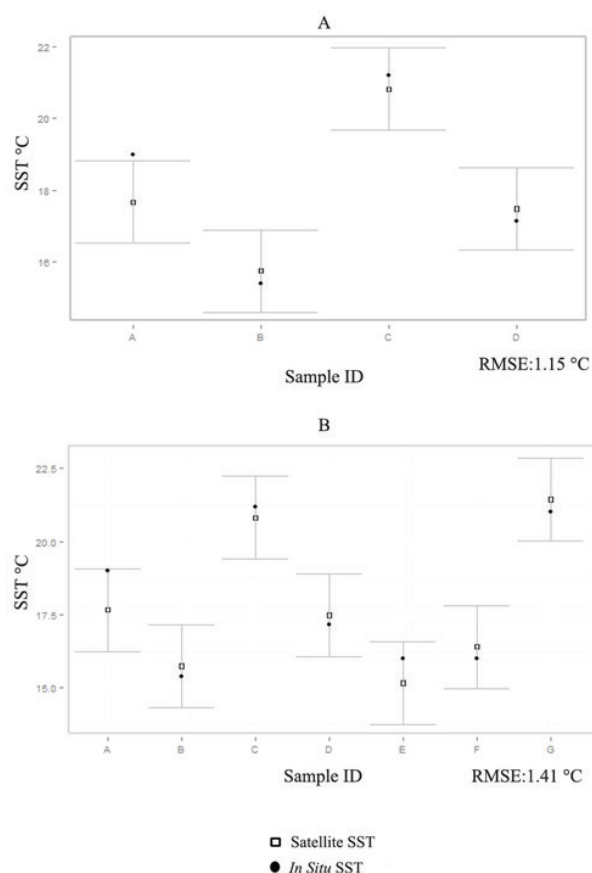 A
22
20
18
16
SST °C
A B C D
Sample ID
RMSE:1.15 °C
B
22.5
20.0
17.5
15.0
SST °C
A B C D E F G
Sample ID
RMSE:1.41 °C
Satellite SST
In Situ SST